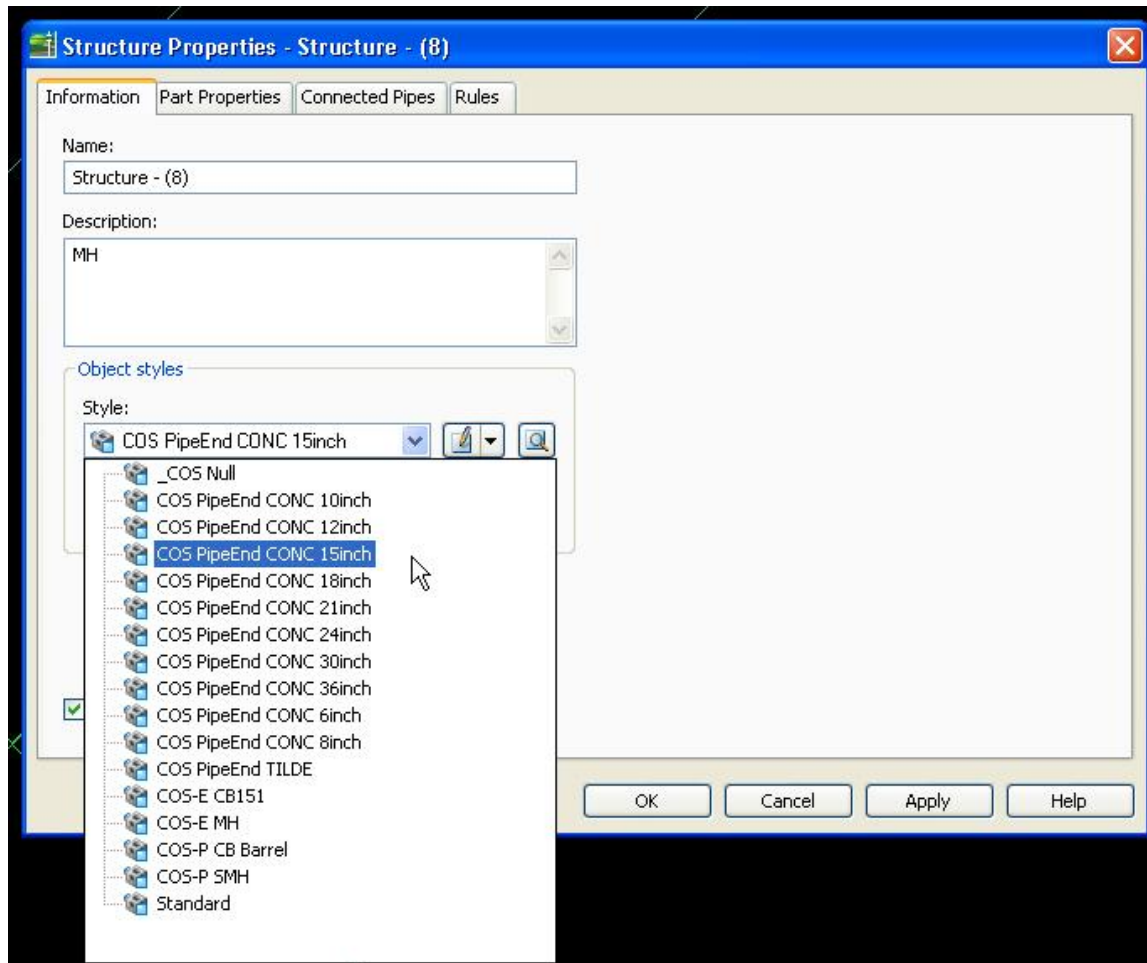 Structure Properties - Structure - (8)
Information Part Properties Connected Pipes Rules
Name:
Structure - (8)
Description:
MH
Object styles
Style:
COS PipeEnd CONC 15inch
_COS Null
COS PipeEnd CONC 10inch
COS PipeEnd CONC 12inch
COS PipeEnd CONC 15inch
COS PipeEnd CONC 18inch
COS PipeEnd CONC 21inch
COS PipeEnd CONC 24inch
COS PipeEnd CONC 30inch
COS PipeEnd CONC 36inch
COS PipeEnd CONC 6inch
COS PipeEnd CONC 8inch
COS PipeEnd TILDE
COS-E CB151
COS-E MH
COS-P CB Barrel
COS-P SMH
Standard
OK Cancel Apply Help